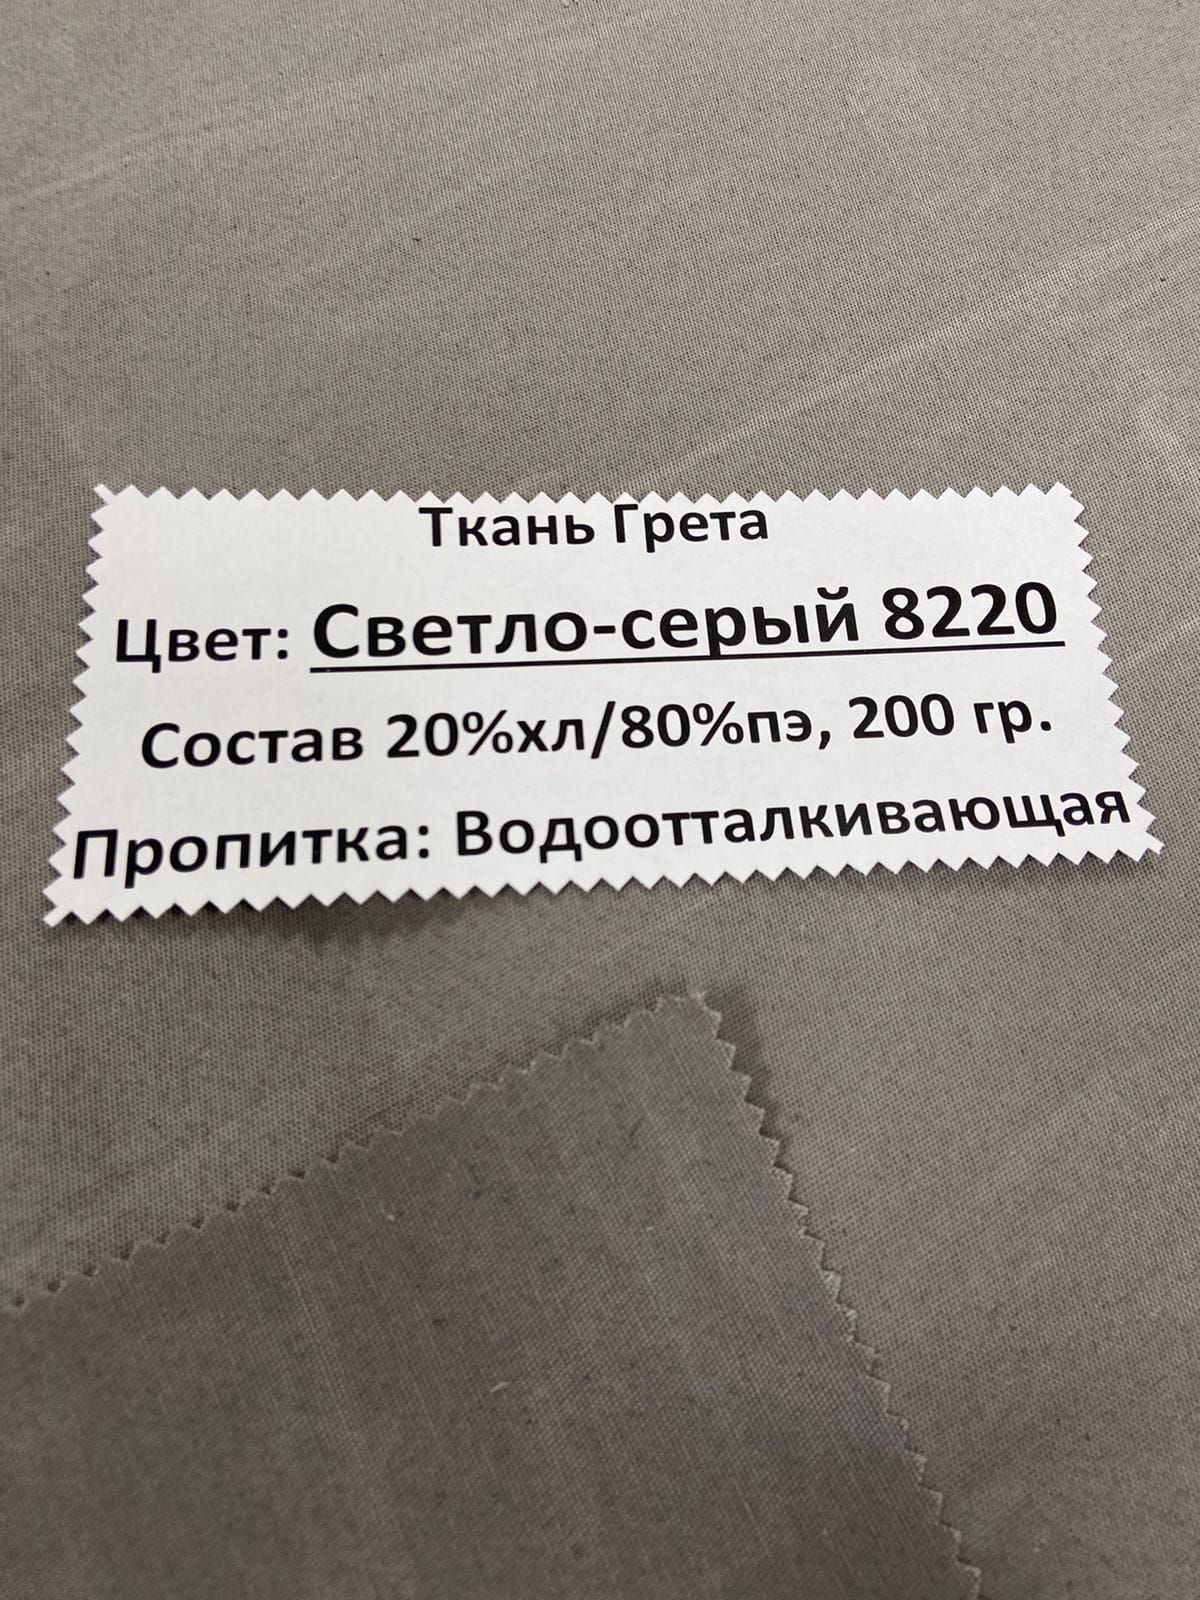 Ткань Грета
Цвет: Светло-серый 8220
Состав 20%хл/80%пэ, 200 гр.
Пропитка: Водоотталкивающая